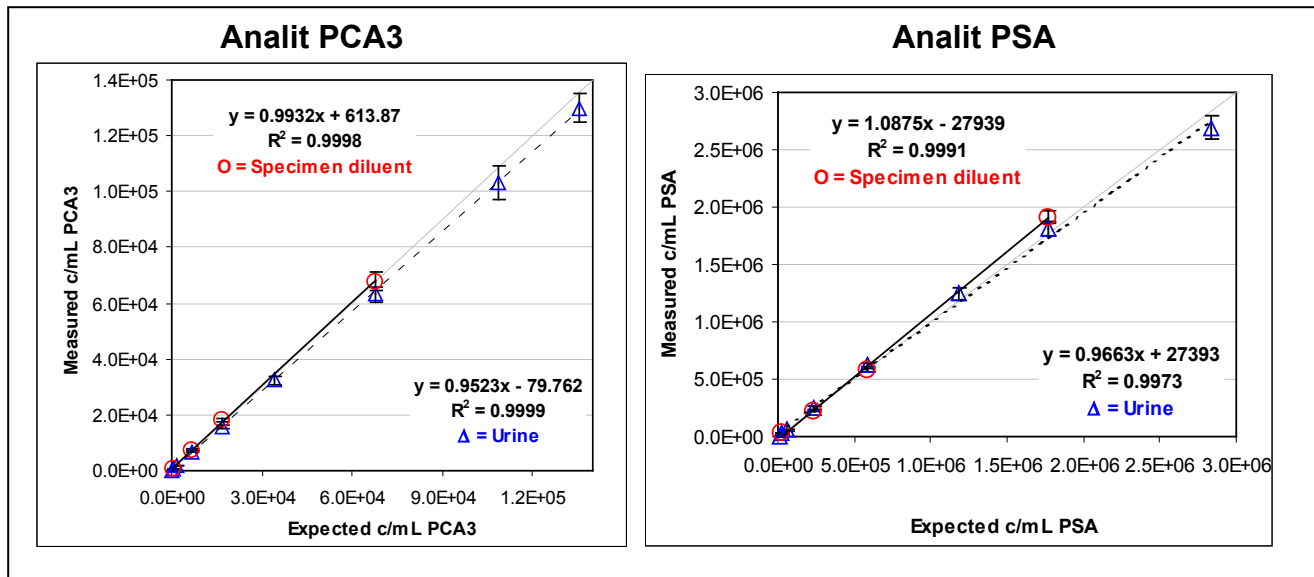 Analit PCA3
1.4E+05
1.2E+05
1.0E+05
8.0E+04
6.0E+04
4.0E+04
2.0E+04
0.0E+00
Measured c/mL PCA3
y = 0.9932x + 613.87
R² = 0.9998
O = Specimen diluent
y = 0.9523x - 79.762
R² = 0.9999
Δ = Urine
0.0E+00 3.0E+04 6.0E+04 9.0E+04 1.2E+05
Expected c/mL PCA3
Analit PSA
3.0E+06
2.5E+06
2.0E+06
1.5E+06
1.0E+06
5.0E+05
0.0E+00
Measured c/mL PSA
y = 1.0875x - 27939
R² = 0.9991
O = Specimen diluent
y = 0.9663x + 27393
R² = 0.9973
Δ = Urine
0.0E+00 5.0E+05 1.0E+06 1.5E+06 2.0E+06 2.5E+06 3.0E+06
Expected c/mL PSA